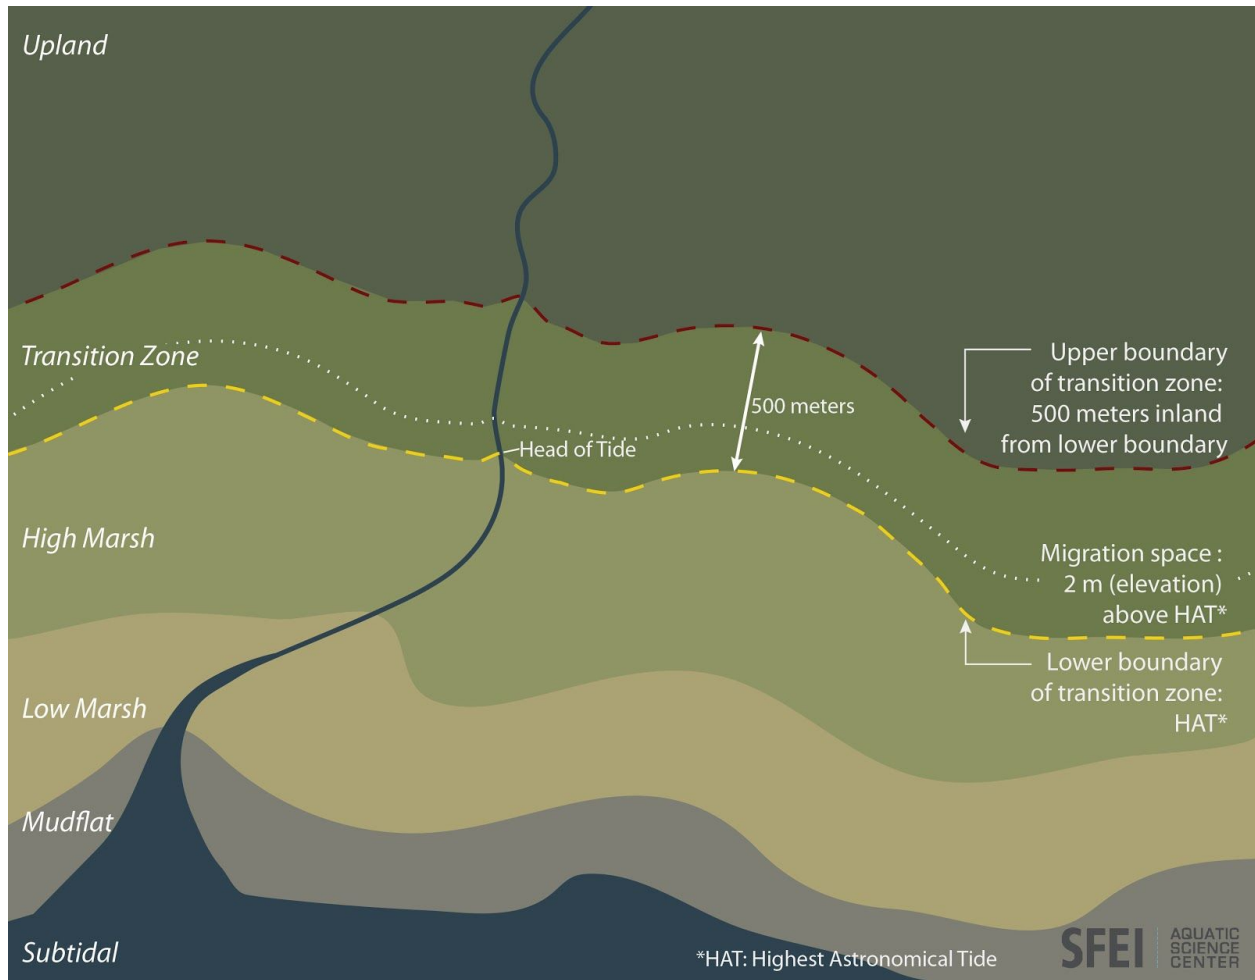 Upland
Transition Zone
500 meters
Upper boundary
of transition zone:
500 meters inland
from lower boundary
Head of Tide
High Marsh
Migration space :
2 m (elevation)
above HAT*
Lower boundary
of transition zone:
HAT*
Low Marsh
Mudflat
Subtidal
*HAT: Highest Astronomical Tide
SFEI
AQUATIC
SCIENCE
CENTER